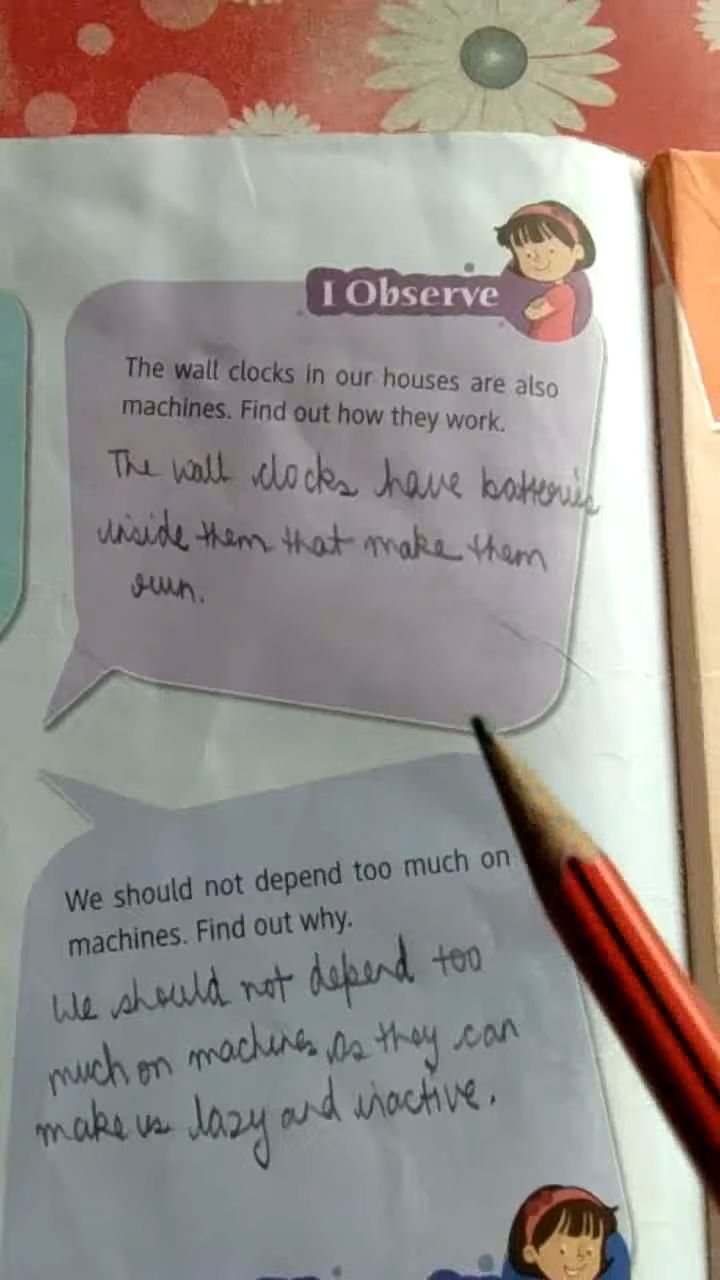 I Observe
The wall clocks in our houses are also
machines. Find out how they work.
The wall clocks have batteries
inside them that make them
run.
We should not depend too much on
machines. Find out why.
We should not depend too
much on machines as they can
make us lazy and inactive.